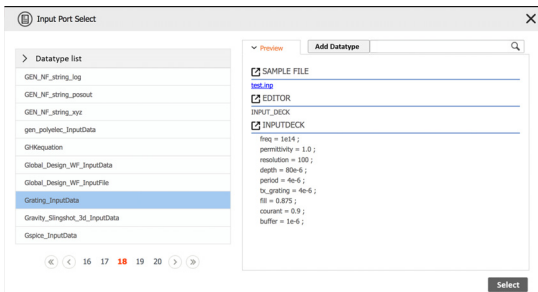 Input Port Select
Datatype list
GEN_NF_string_log
GEN_NF_string_posout
GEN_NF_string_xyz
gen_polyelec_InputData
GHKequation
Global_Design_WF_InputData
Global_Design_WF_InputFile
Grating_InputData
Gravity_Slingshot_3d_InputData
Gspice_InputData
16 17 18 19 20
Preview
Add Datatype
SAMPLE FILE
test.inp
EDITOR
INPUT_DECK
INPUTDECK
freq = 1e14 ;
permittivity = 1.0 ;
resolution = 100 ;
depth = 80e-6 ;
period = 4e-6 ;
tx_grating = 4e-6 ;
fill = 0.875 ;
courant = 0.9 ;
buffer = 1e-6 ;
Select